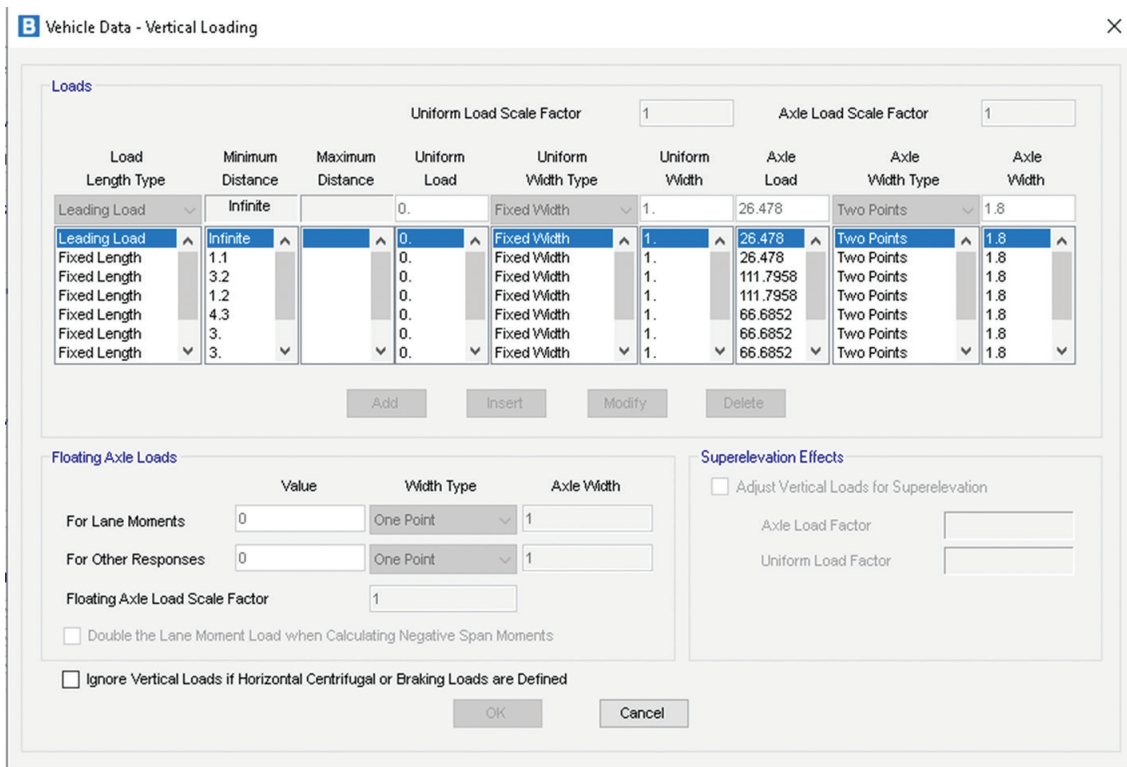 B Vehicle Data - Vertical Loading
Loads
Uniform Load Scale Factor 1 Axle Load Scale Factor 1
Load Minimum Maximum Uniform Uniform Uniform Axle Axle Axle
Length Type Distance Distance Load Width Type Width Load Width Type Width
Leading Load Infinite 0. Fixed Width 1. 26.478 Two Points 1.8
Leading Load Infinite 0. Fixed Width 1. 26.478 Two Points 1.8
Fixed Length 1.1 0. Fixed Width 1. 26.478 Two Points 1.8
Fixed Length 3.2 0. Fixed Width 1. 111.7958 Two Points 1.8
Fixed Length 1.2 0. Fixed Width 1. 111.7958 Two Points 1.8
Fixed Length 4.3 0. Fixed Width 1. 66.6852 Two Points 1.8
Fixed Length 3. 0. Fixed Width 1. 66.6852 Two Points 1.8
Fixed Length 3. 0. Fixed Width 1. 66.6852 Two Points 1.8
Add Insert Modify Delete
Floating Axle Loads
Value Width Type Axle Width
For Lane Moments 0 One Point 1
For Other Responses 0 One Point 1
Floating Axle Load Scale Factor 1
Double the Lane Moment Load when Calculating Negative Span Moments
Superelevation Effects
Adjust Vertical Loads for Superelevation
Axle Load Factor
Uniform Load Factor
Ignore Vertical Loads if Horizontal Centrifugal or Braking Loads are Defined
OK Cancel